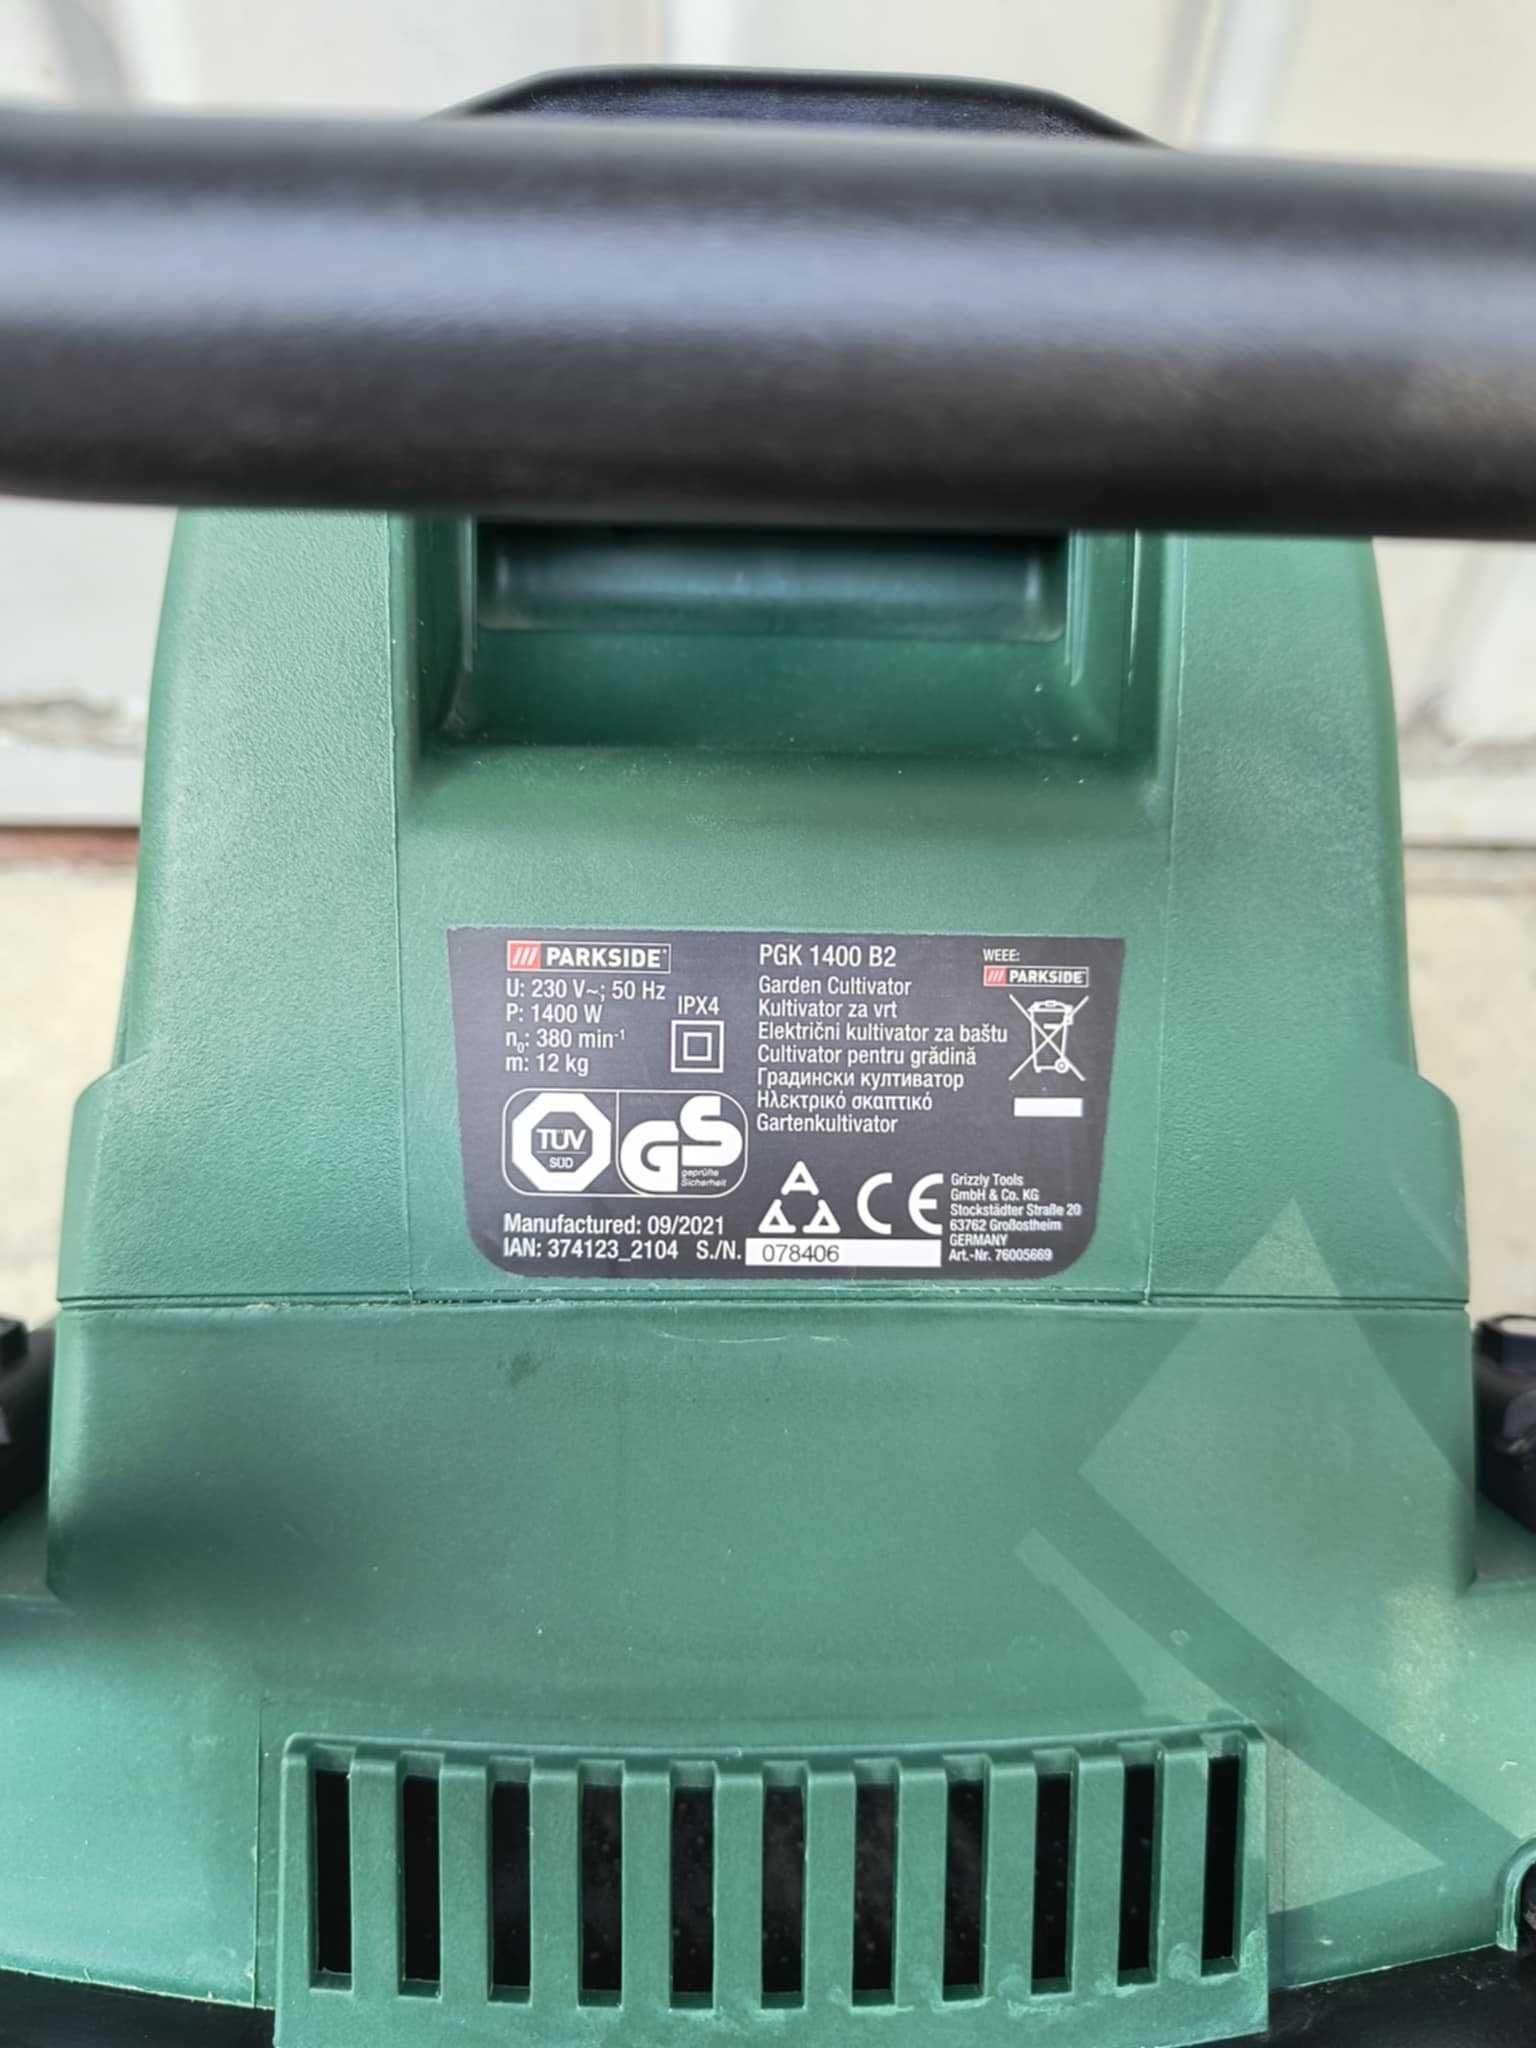 PARKSIDE
U: 230 V~; 50 Hz
P: 1400 W
n₀: 380 min⁻¹
m: 12 kg
IPX4
TÜV
SÜD
GS
geprüfte
Sicherheit
Manufactured: 09/2021
IAN: 374123_2104 S./N. 078406
PGK 1400 B2
Garden Cultivator
Kultivator za vrt
Električni kultivator za baštu
Cultivator pentru grădină
Градински култиватор
Ηλεκτρικό σκαπτικό
Gartenkultivator
WEEE:
PARKSIDE
CE
Grizzly Tools
GmbH & Co. KG
Stockstädter Straße 20
63762 Großostheim
GERMANY
Art.-Nr. 76005669